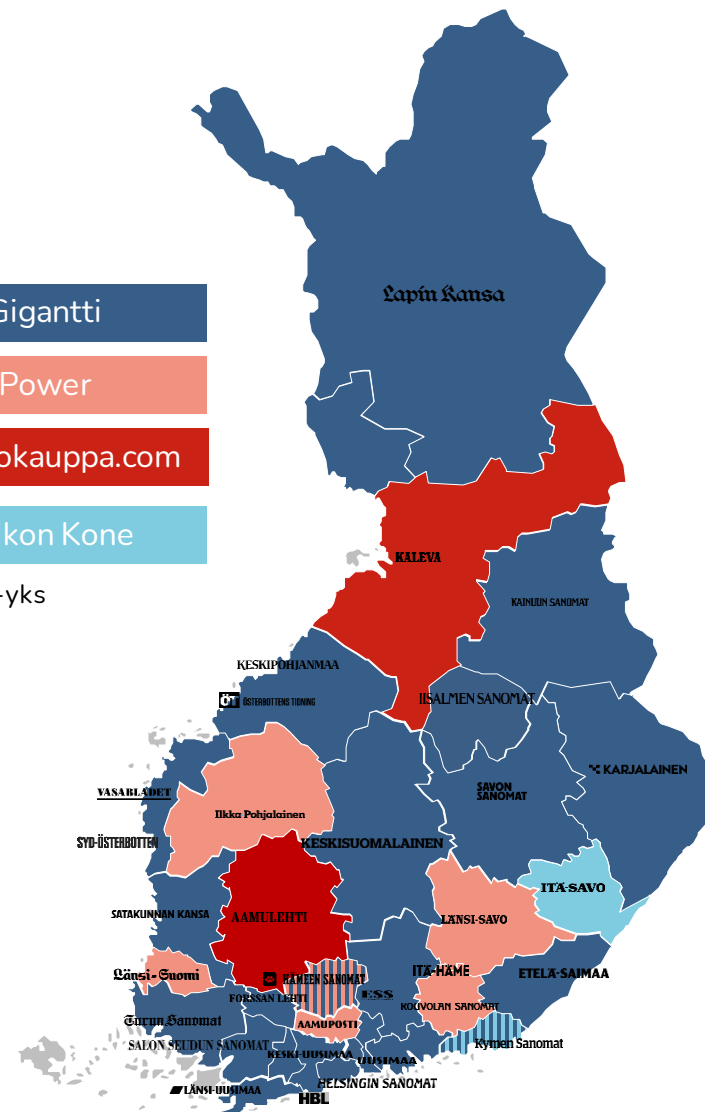 Gigantti
Power
okauppa.com
kon Kone
-yks
Lapin Kansa
KALEVA
KAINUUN SANOMAT
KESKIPOHJANMAA
ÖT ÖSTERBOTTENS TIDNING
IISALMEN SANOMAT
KARJALAINEN
VASABLADET
SAVON
SANOMAT
Ilkka Pohjalainen
SYD-ÖSTERBOTTEN
KESKISUOMALAINEN
ITÄ-SAVO
SATAKUNNAN KANSA
AAMULEHTI
LÄNSI-SAVO
Länsi-Suomi
HÄMEEN SANOMAT
ITÄ-HÄME
ETELÄ-SAIMAA
FORSSAN LEHTI
ESS
KOUVOLAN SANOMAT
Turun Sanomat
AAMUPOSTI
SALON SEUDUN SANOMAT
Kymen Sanomat
KESKI-UUSIMAA
UUSIMAA
LÄNSI-UUSIMAA
HELSINGIN SANOMAT
HBL